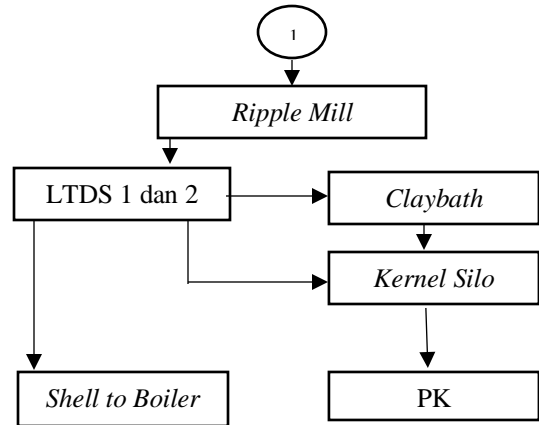 1
Ripple Mill
LTDS 1 dan 2
Claybath
Kernel Silo
Shell to Boiler
PK